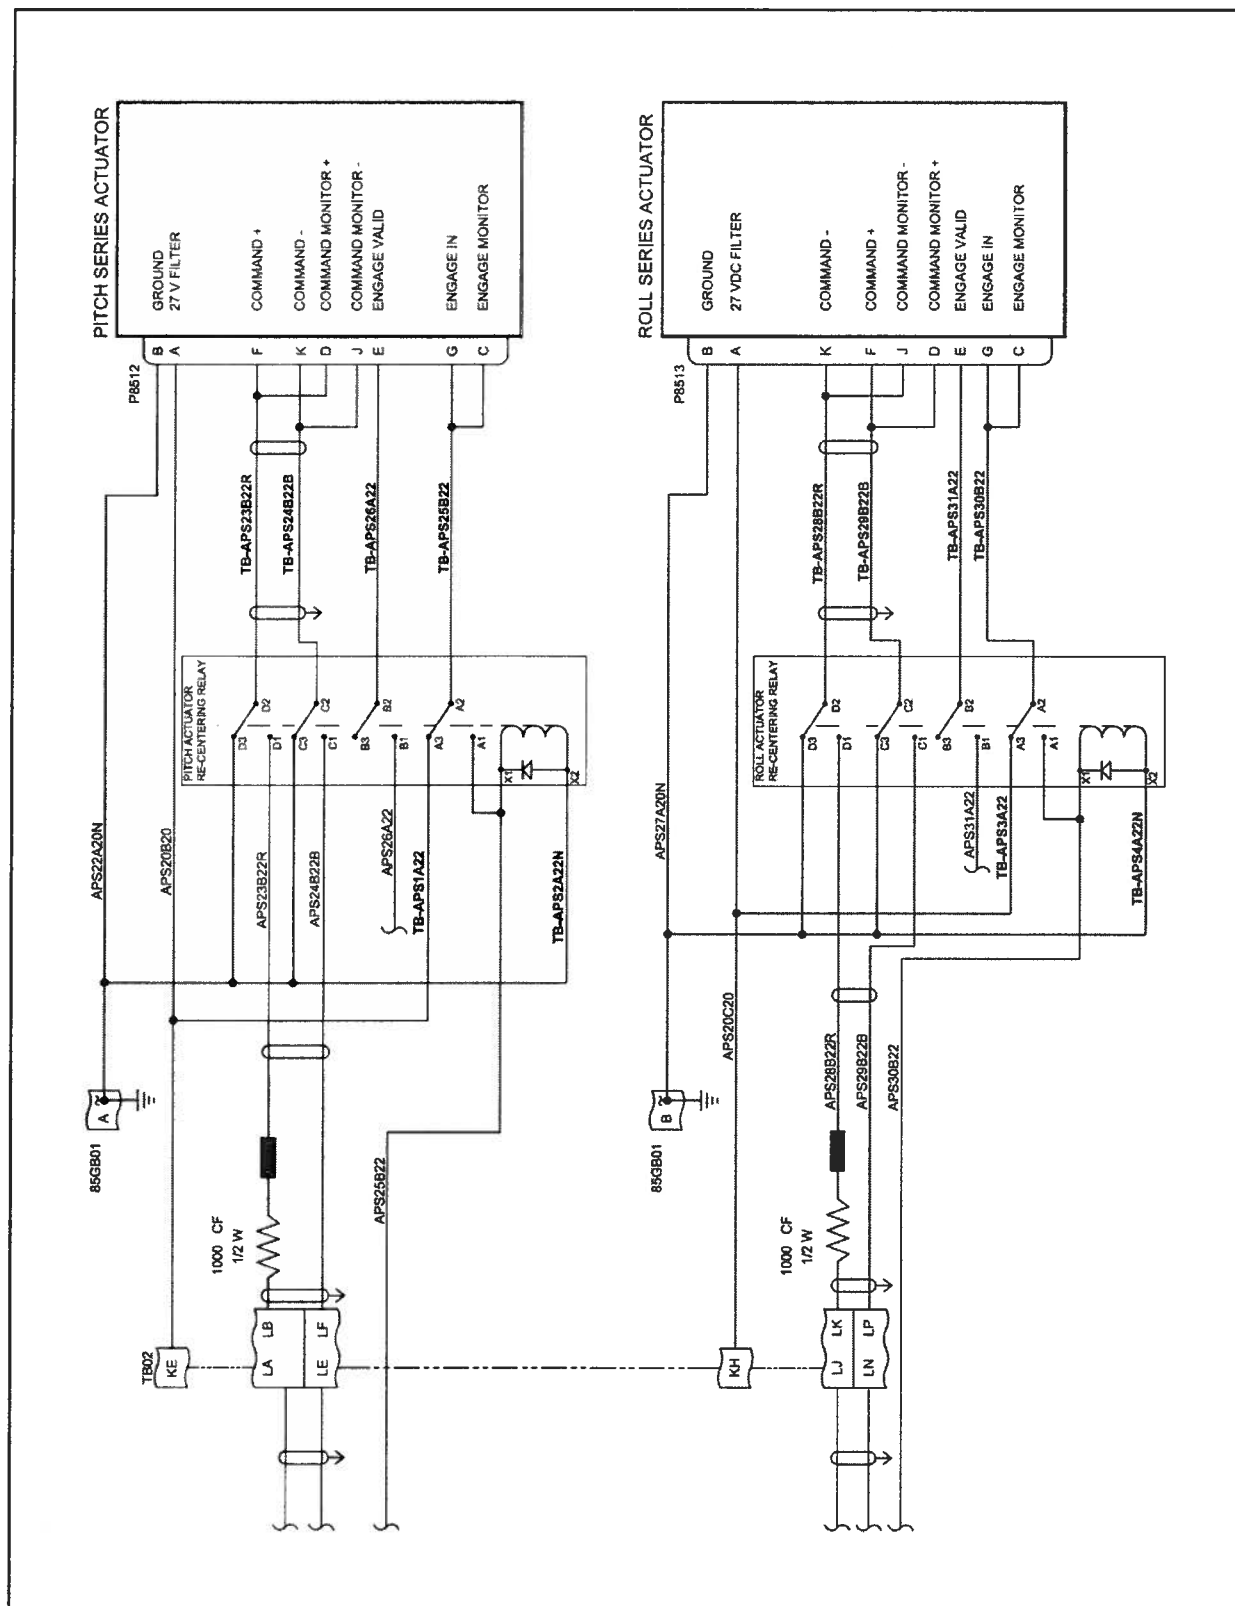 PITCH SERIES ACTUATOR
P8512
B GROUND
A 27 V FILTER
F COMMAND +
K COMMAND -
D COMMAND MONITOR +
J COMMAND MONITOR -
E ENGAGE VALID
G ENGAGE IN
C ENGAGE MONITOR
TB-APS23B22R
TB-APS24B22B
TB-APS26A22
TB-APS25B22
PITCH ACTUATOR
RE-CENTERING RELAY
D2
D3
D1
C2
C3
C1
B2
B3
B1
A2
A3
A1
X1
X2
APS22A20N
APS20B20
APS23B22R
APS24B22B
APS26A22
TB-APS1A22
TB-APS2A22N
A
85GB01
APS25B22
1000 CF
1/2 W
TB02
KE
LA LB
LE LF
ROLL SERIES ACTUATOR
P8513
B GROUND
A 27 VDC FILTER
K COMMAND -
F COMMAND +
J COMMAND MONITOR -
D COMMAND MONITOR +
E ENGAGE VALID
G ENGAGE IN
C ENGAGE MONITOR
TB-APS28B22R
TB-APS29B22B
TB-APS31A22
TB-APS30B22
ROLL ACTUATOR
RE-CENTERING RELAY
D2
D3
D1
C2
C3
C1
B2
B3
B1
A2
A3
A1
X1
X2
APS27A20N
APS31A22
TB-APS3A22
TB-APS4A22N
APS20C20
APS28B22R
APS29B22B
APS30B22
B
85GB01
1000 CF
1/2 W
KH
LJ LK
LN LP